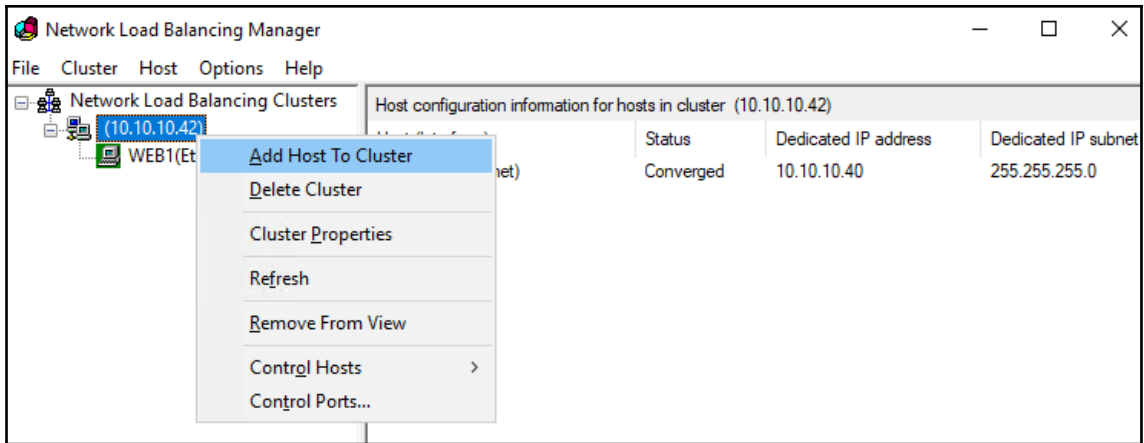 Network Load Balancing Manager
File Cluster Host Options Help
Network Load Balancing Clusters
Host configuration information for hosts in cluster (10.10.10.42)
(10.10.10.42)
Status Dedicated IP address Dedicated IP subnet
WEB1(Et
net) Converged 10.10.10.40 255.255.255.0
Add Host To Cluster
Delete Cluster
Cluster Properties
Refresh
Remove From View
Control Hosts >
Control Ports...